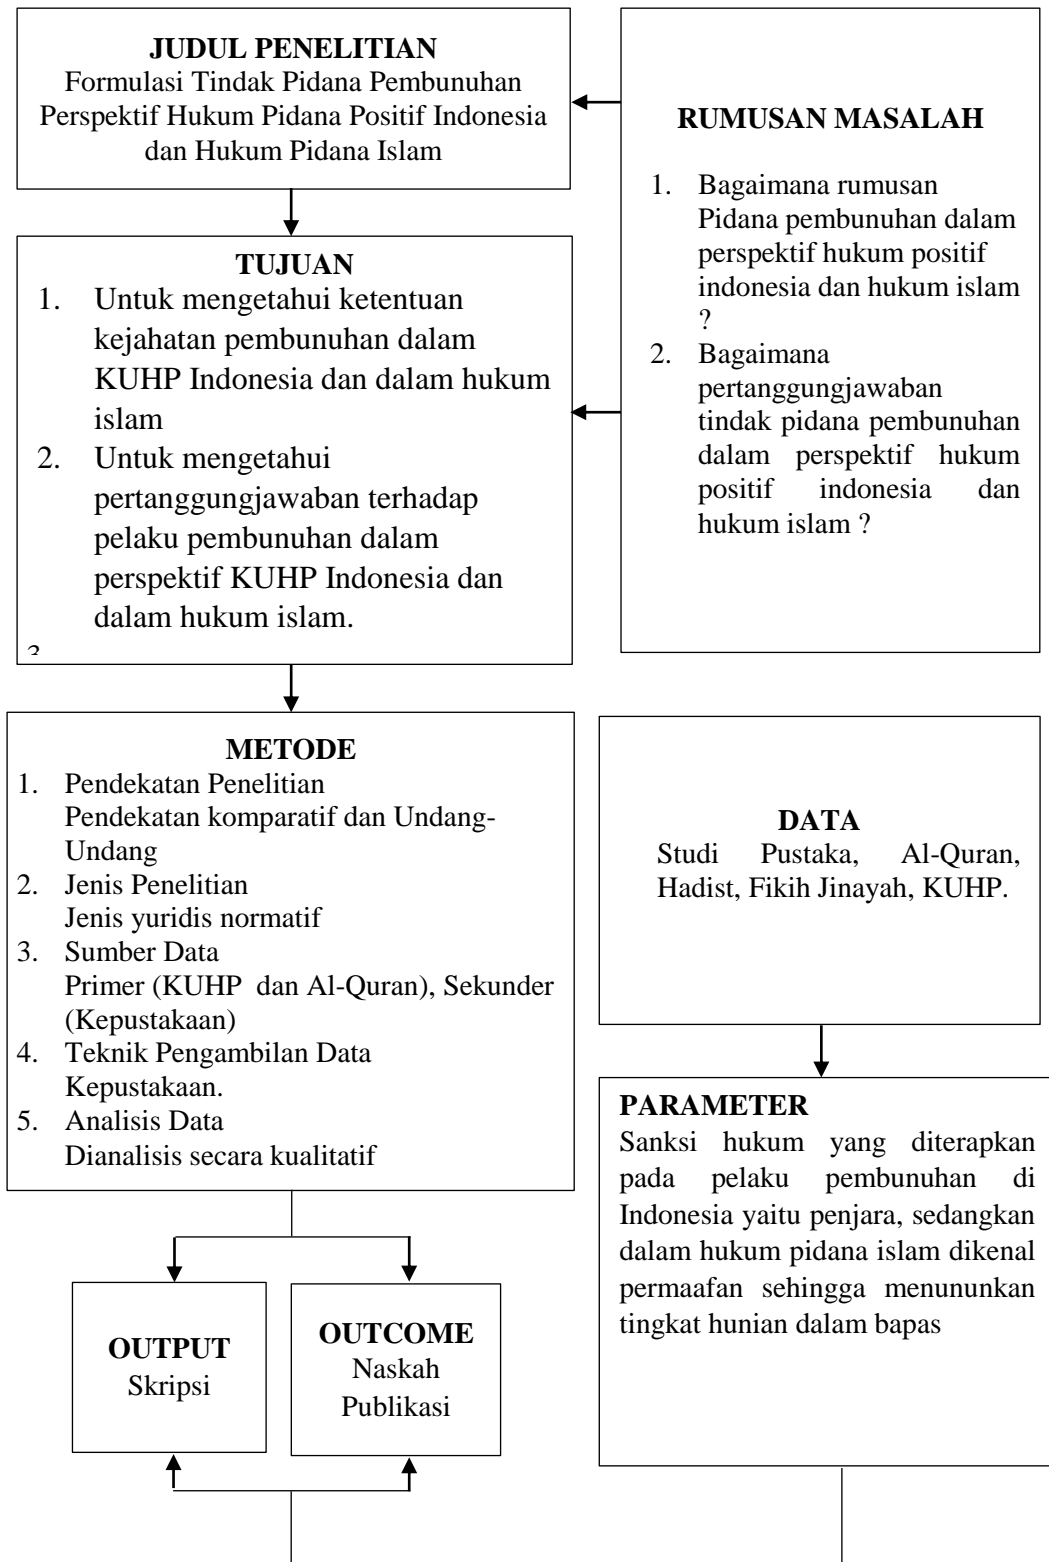 JUDUL PENELITIAN
Formulasi Tindak Pidana Pembunuhan
Perspektif Hukum Pidana Positif Indonesia
dan Hukum Pidana Islam
RUMUSAN MASALAH
1. Bagaimana rumusan
Pidana pembunuhan dalam
perspektif hukum positif
indonesia dan hukum islam
?
2. Bagaimana
pertanggungjawaban
tindak pidana pembunuhan
dalam perspektif hukum
positif indonesia dan
hukum islam ?
TUJUAN
1. Untuk mengetahui ketentuan
kejahatan pembunuhan dalam
KUHP Indonesia dan dalam hukum
islam
2. Untuk mengetahui
pertanggungjawaban terhadap
pelaku pembunuhan dalam
perspektif KUHP Indonesia dan
dalam hukum islam.
3
METODE
1. Pendekatan Penelitian
Pendekatan komparatif dan Undang-
Undang
2. Jenis Penelitian
Jenis yuridis normatif
3. Sumber Data
Primer (KUHP dan Al-Quran), Sekunder
(Kepustakaan)
4. Teknik Pengambilan Data
Kepustakaan.
5. Analisis Data
Dianalisis secara kualitatif
DATA
Studi Pustaka, Al-Quran,
Hadist, Fikih Jinayah, KUHP.
PARAMETER
Sanksi hukum yang diterapkan
pada pelaku pembunuhan di
Indonesia yaitu penjara, sedangkan
dalam hukum pidana islam dikenal
permaafan sehingga menununkan
tingkat hunian dalam bapas
OUTPUT
Skripsi
OUTCOME
Naskah
Publikasi